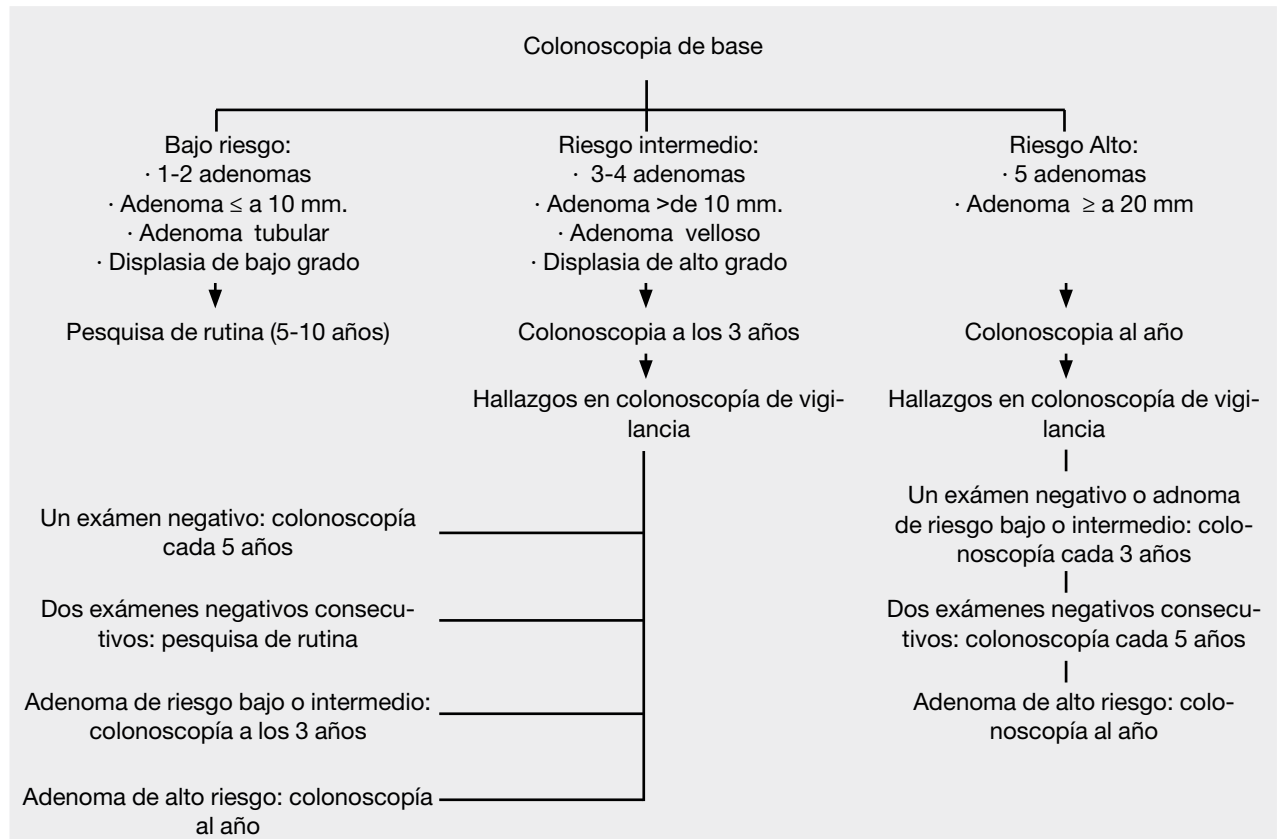 Colonoscopia de base
Bajo riesgo:
· 1-2 adenomas
· Adenoma ≤ a 10 mm.
· Adenoma tubular
· Displasia de bajo grado
Pesquisa de rutina (5-10 años)
Riesgo intermedio:
· 3-4 adenomas
· Adenoma >de 10 mm.
· Adenoma velloso
· Displasia de alto grado
Colonoscopia a los 3 años
Hallazgos en colonoscopía de vigi-
lancia
Un exámen negativo: colonoscopía
cada 5 años
Dos exámenes negativos consecu-
tivos: pesquisa de rutina
Adenoma de riesgo bajo o intermedio:
colonoscopía a los 3 años
Adenoma de alto riesgo: colonoscopía
al año
Riesgo Alto:
· 5 adenomas
· Adenoma ≥ a 20 mm
Colonoscopia al año
Hallazgos en colonoscopía de vigi-
lancia
Un exámen negativo o adnoma
de riesgo bajo o intermedio: colo-
noscopía cada 3 años
Dos exámenes negativos consec-
utivos: colonoscopía cada 5 años
Adenoma de alto riesgo: colo-
noscopía al año